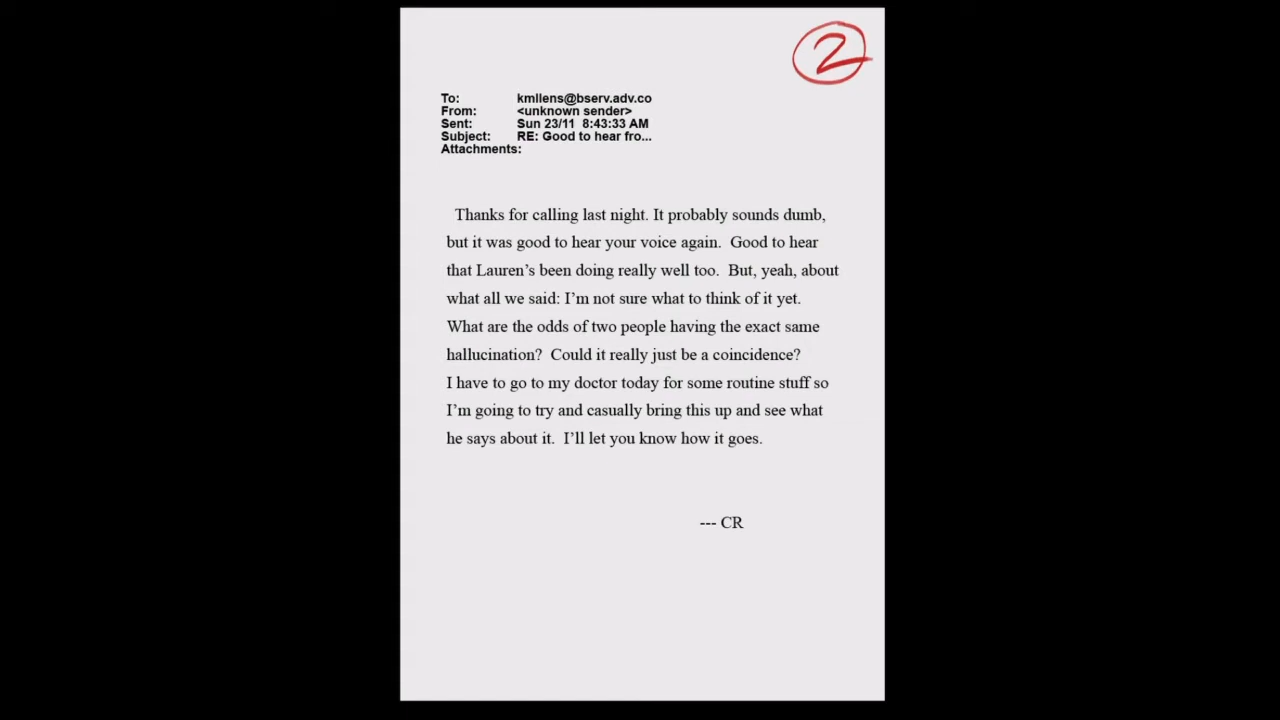 2
To: kmllens@bserv.adv.co
From: <unknown sender>
Sent: Sun 23/11 8:43:33 AM
Subject: RE: Good to hear fro...
Attachments:
Thanks for calling last night. It probably sounds dumb,
but it was good to hear your voice again. Good to hear
that Lauren's been doing really well too. But, yeah, about
what all we said: I'm not sure what to think of it yet.
What are the odds of two people having the exact same
hallucination? Could it really just be a coincidence?
I have to go to my doctor today for some routine stuff so
I'm going to try and casually bring this up and see what
he says about it. I'll let you know how it goes.
--- CR